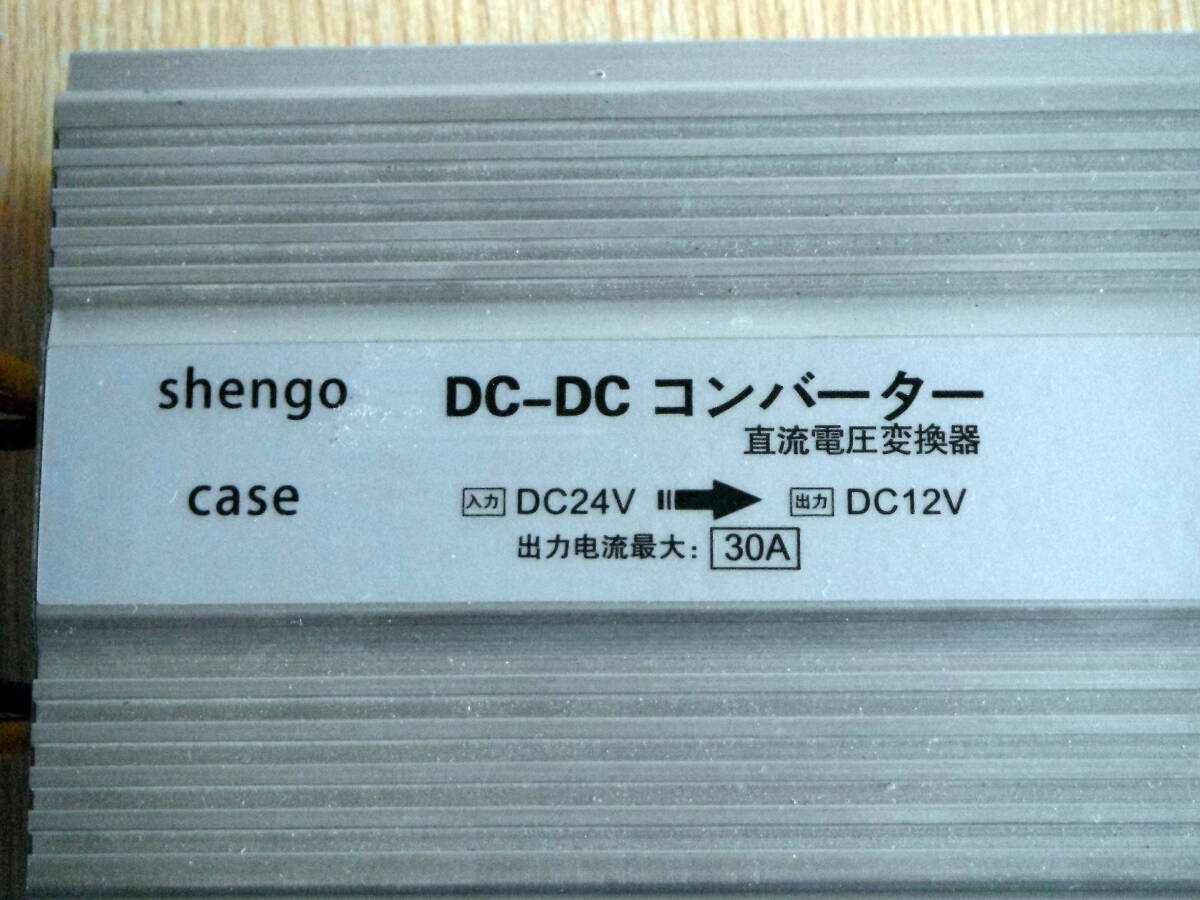 shengo
DC-DC コンバーター
直流電圧変換器
case
入力 DC24V 出力 DC12V
出力电流最大: 30A